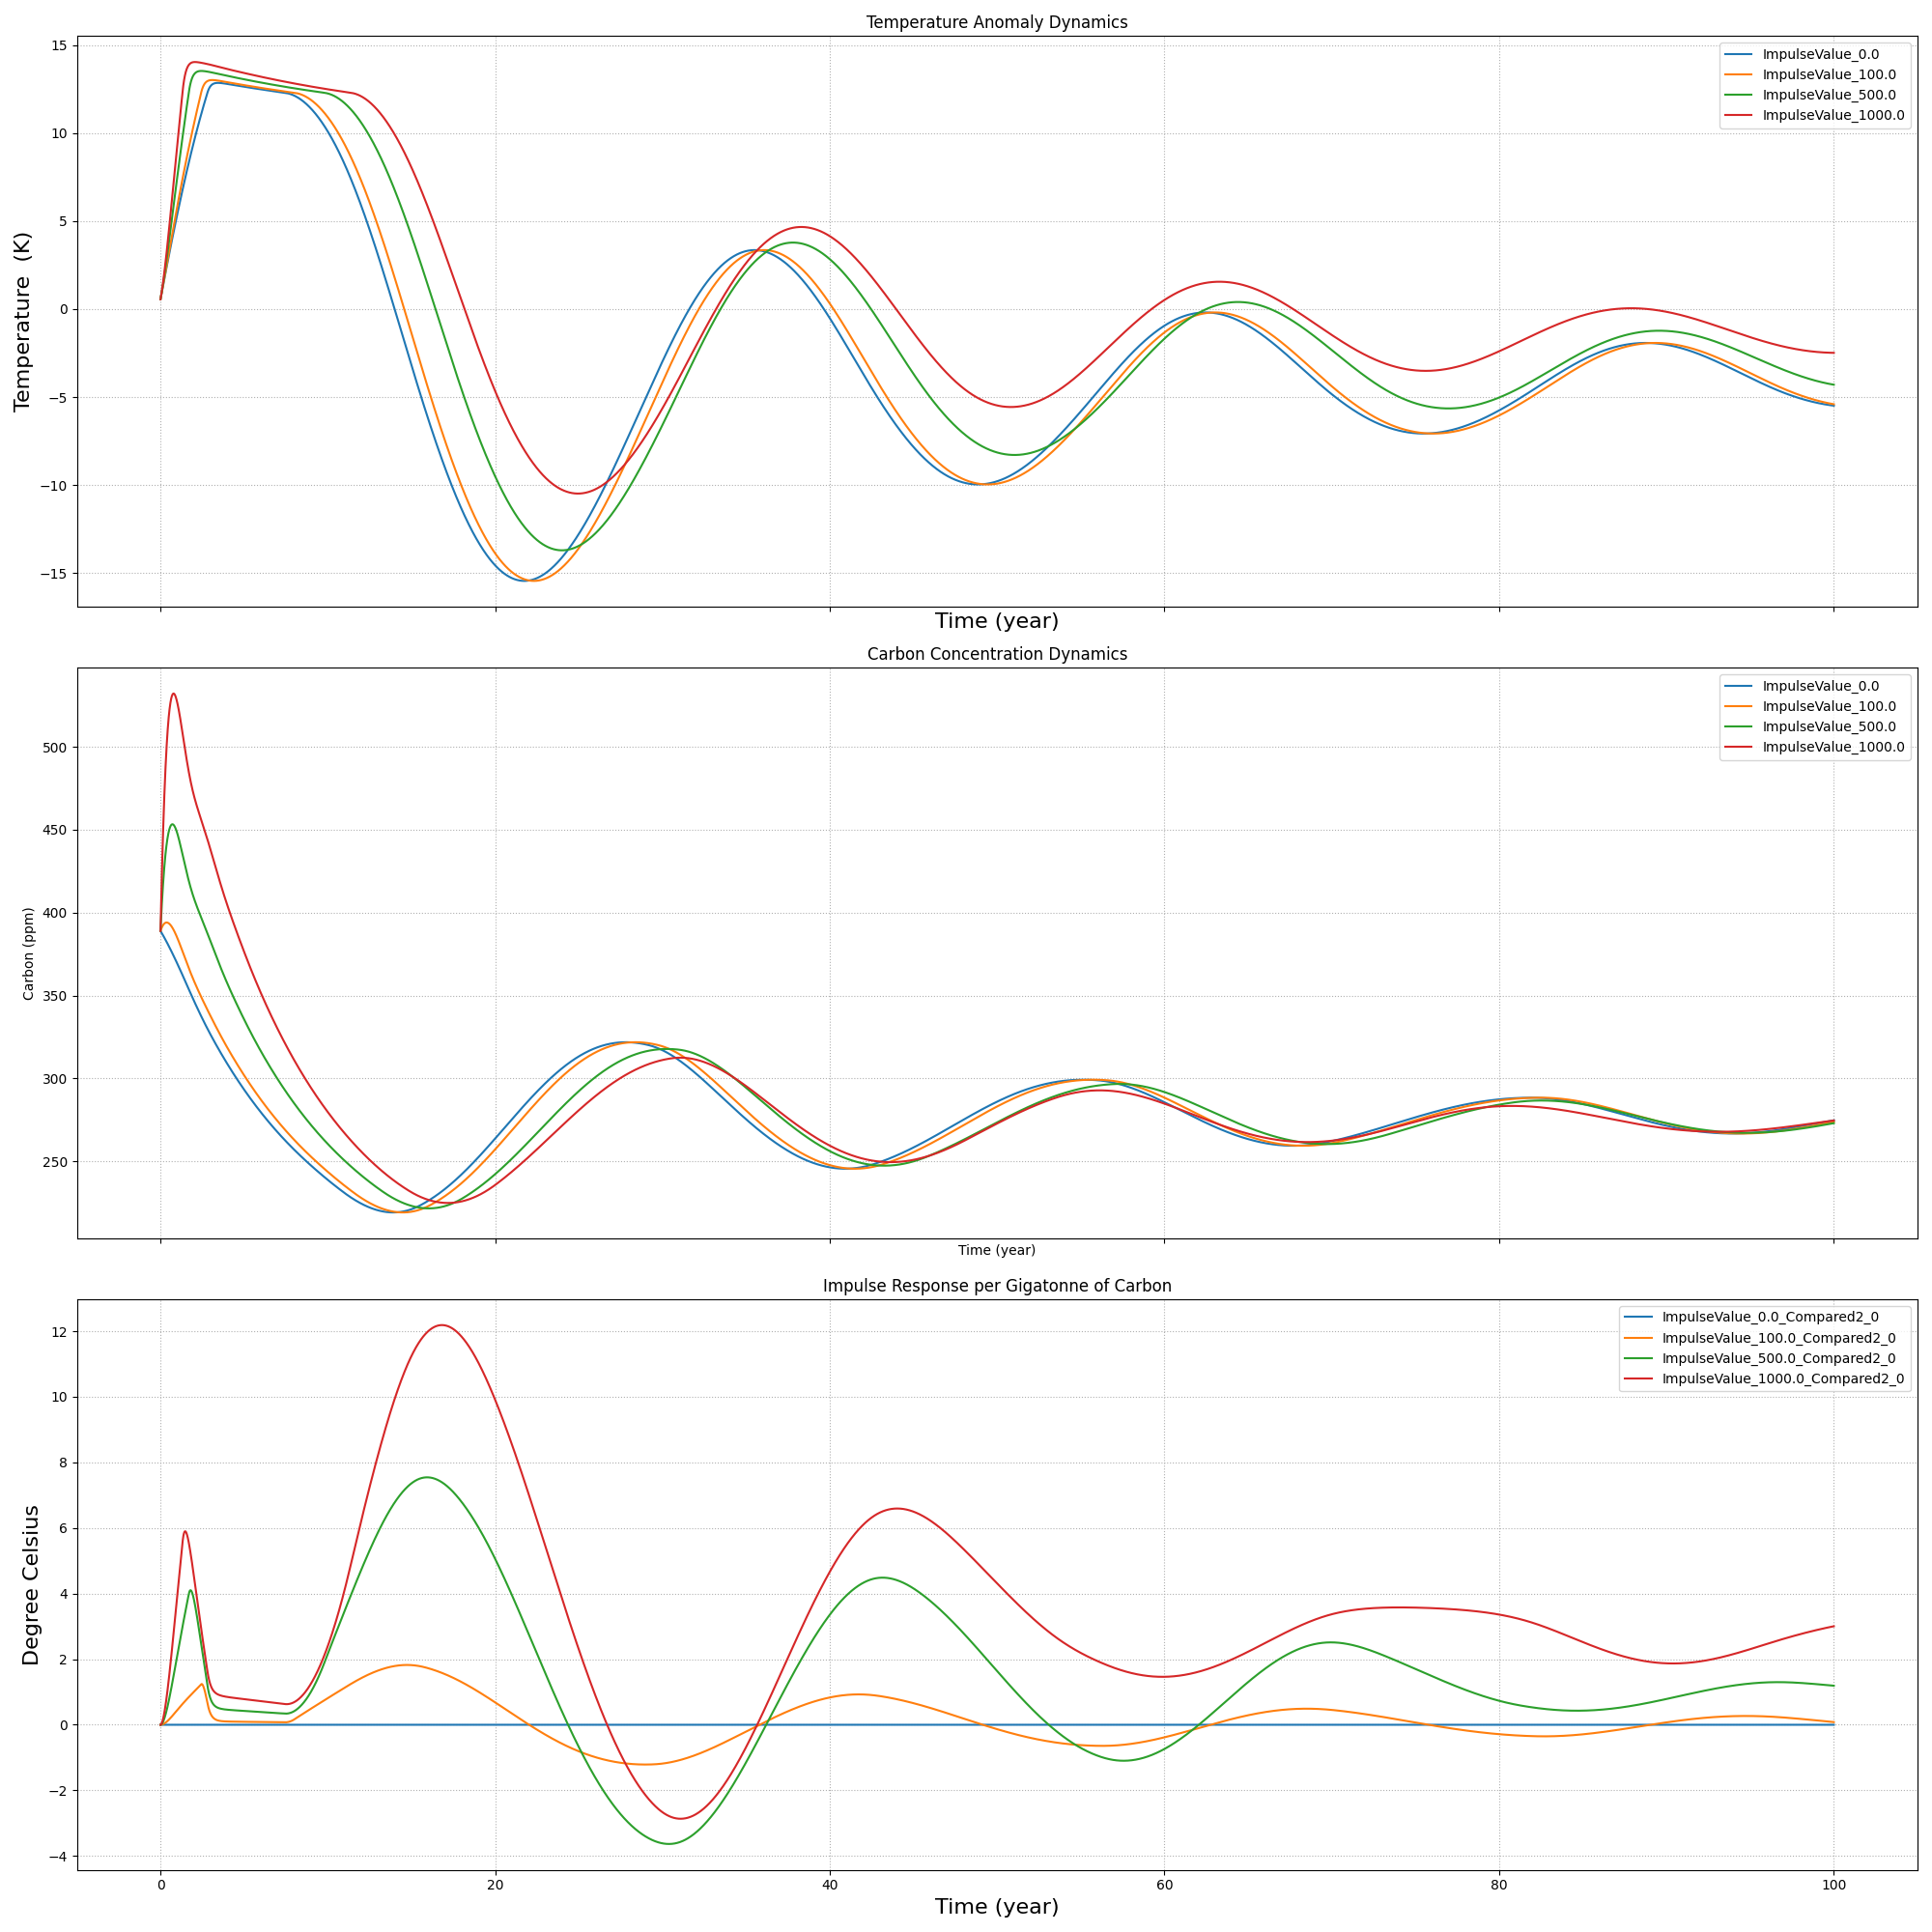 Temperature Anomaly Dynamics
15
10
5
0
−5
−10
−15
Temperature (K)
ImpulseValue_0.0
ImpulseValue_100.0
ImpulseValue_500.0
ImpulseValue_1000.0
Time (year)
Carbon Concentration Dynamics
500
450
400
350
300
250
Carbon (ppm)
ImpulseValue_0.0
ImpulseValue_100.0
ImpulseValue_500.0
ImpulseValue_1000.0
Time (year)
Impulse Response per Gigatonne of Carbon
12
10
8
6
4
2
0
−2
−4
Degree Celsius
ImpulseValue_0.0_Compared2_0
ImpulseValue_100.0_Compared2_0
ImpulseValue_500.0_Compared2_0
ImpulseValue_1000.0_Compared2_0
0 20 40 60 80 100
Time (year)